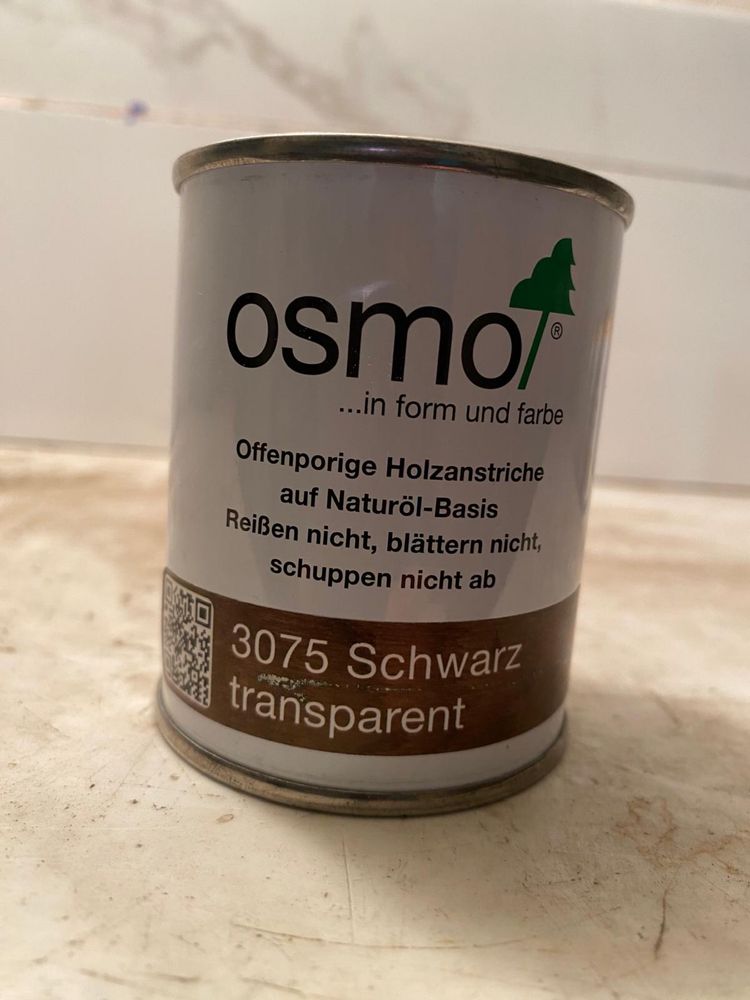 osmo®
...in form und farbe
Offenporige Holzanstriche
auf Naturöl-Basis
Reißen nicht, blättern nicht,
schuppen nicht ab
3075 Schwarz
transparent